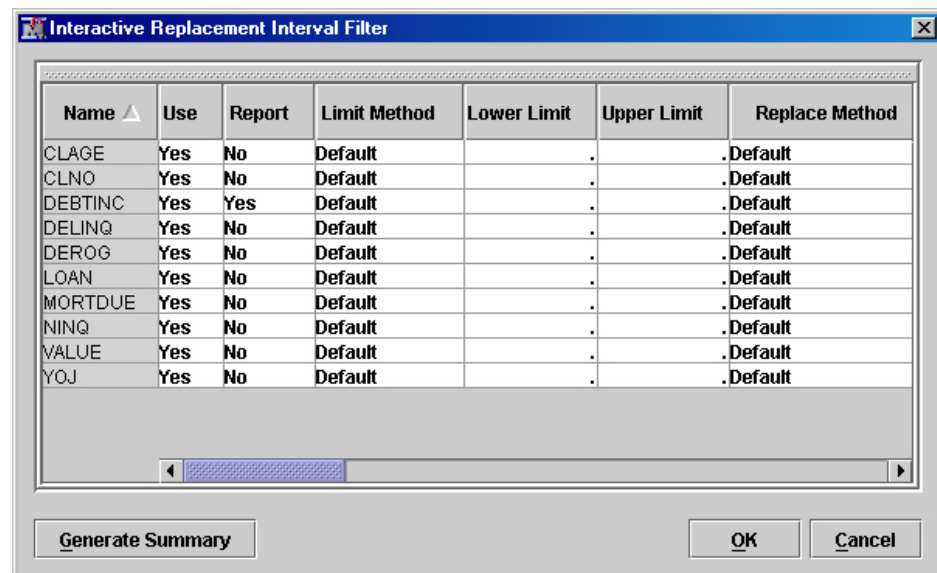 Interactive Replacement Interval Filter
Name Use Report Limit Method Lower Limit Upper Limit Replace Method
CLAGE Yes No Default . . Default
CLNO Yes No Default . . Default
DEBTINC Yes Yes Default . . Default
DELINQ Yes No Default . . Default
DEROG Yes No Default . . Default
LOAN Yes No Default . . Default
MORTDUE Yes No Default . . Default
NINQ Yes No Default . . Default
VALUE Yes No Default . . Default
YOJ Yes No Default . . Default
Generate Summary OK Cancel